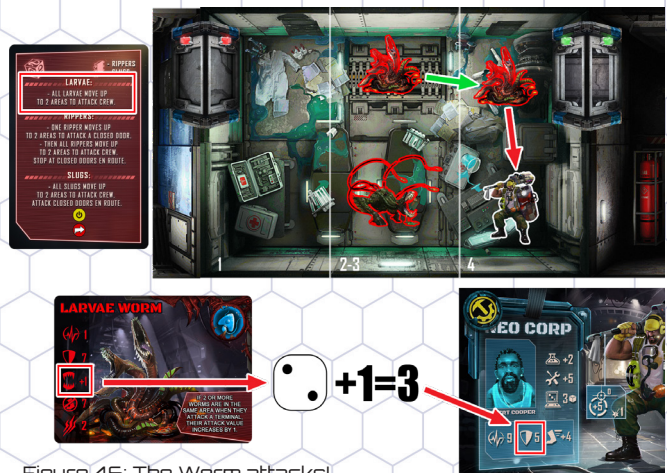 - RIPPERS
LARVAE:
- ALL LARVAE MOVE UP
TO 2 AREAS TO ATTACK CREW.
RIPPERS:
- ONE RIPPER MOVES UP
TO 2 AREAS TO ATTACK A CLOSED DOOR.
- THEN ALL RIPPERS MOVE UP
TO 2 AREAS TO ATTACK CREW.
STOP AT CLOSED DOORS EN ROUTE.
SLUGS:
- ALL SLUGS MOVE UP
TO 2 AREAS TO ATTACK CREW.
ATTACK CLOSED DOORS EN ROUTE.
1
2-3
4
LARVAE WORM
1
2
IF 2 OR MORE
WORMS ARE IN THE
SAME AREA WHEN THEY
ATTACK A TERMINAL,
THEIR ATTACK VALUE
INCREASES BY 1.
+1=3
NEO CORP
+2
+5
3
COOPER
9
5
+4
+5
1
Figure 46: The Worm attacks!